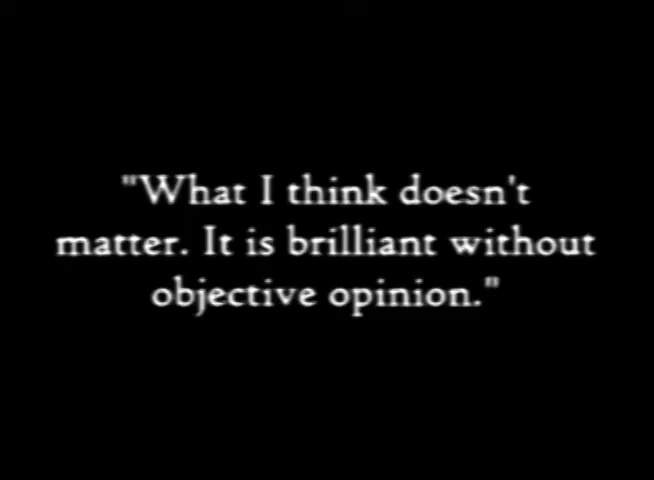 "What I think doesn't
matter. It is brilliant without
objective opinion."